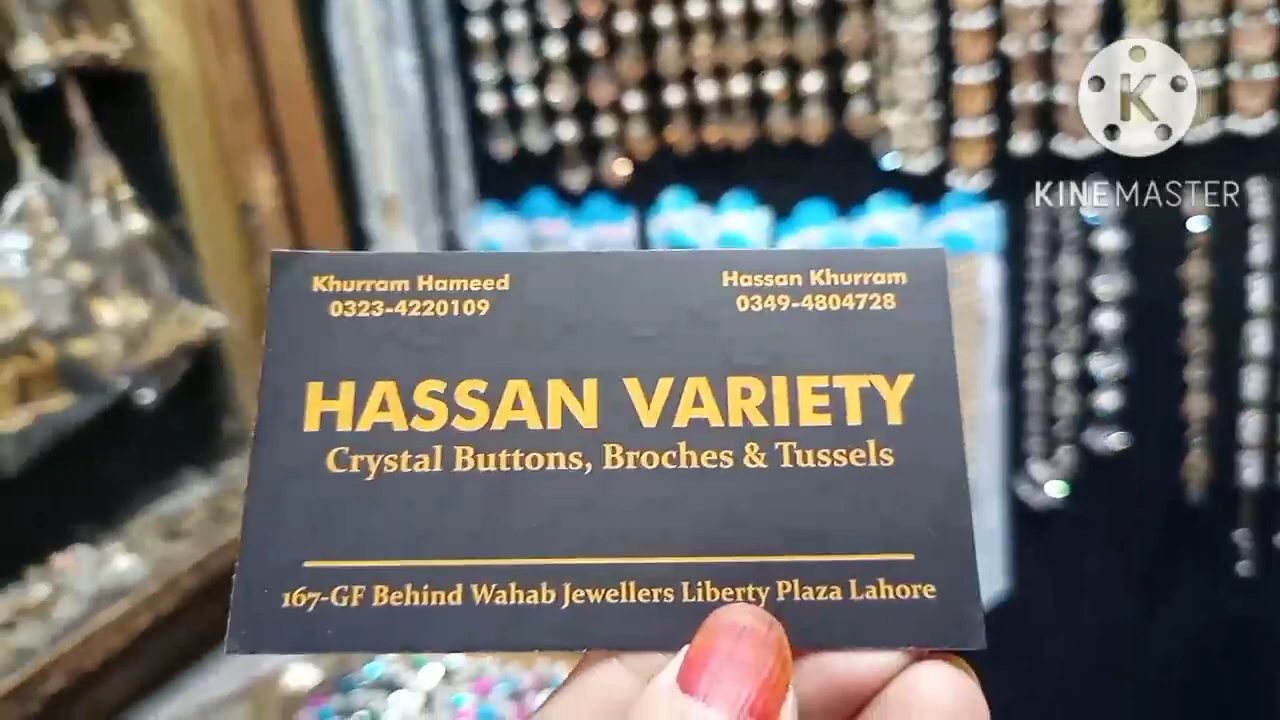 K
KINEMASTER
Khurram Hameed
0323-4220109
Hassan Khurram
0349-4804728
HASSAN VARIETY
Crystal Buttons, Broches & Tussels
167-GF Behind Wahab Jewellers Liberty Plaza Lahore